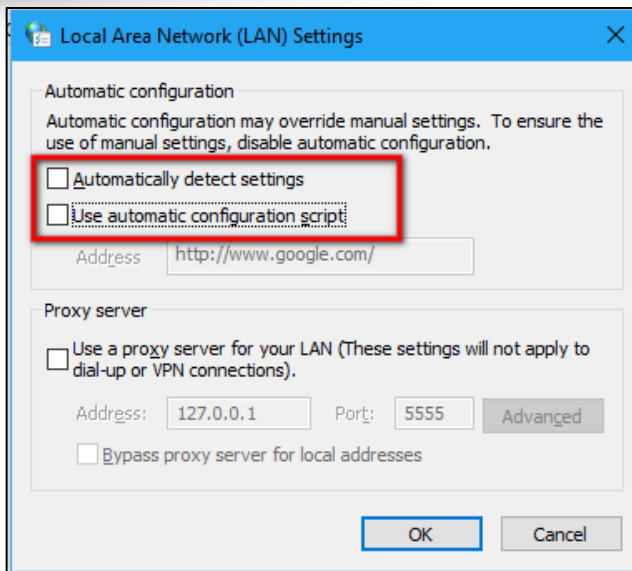 Local Area Network (LAN) Settings
Automatic configuration
Automatic configuration may override manual settings. To ensure the
use of manual settings, disable automatic configuration.
Automatically detect settings
Use automatic configuration script
Address http://www.google.com/
Proxy server
Use a proxy server for your LAN (These settings will not apply to
dial-up or VPN connections).
Address: 127.0.0.1 Port: 5555 Advanced
Bypass proxy server for local addresses
OK Cancel